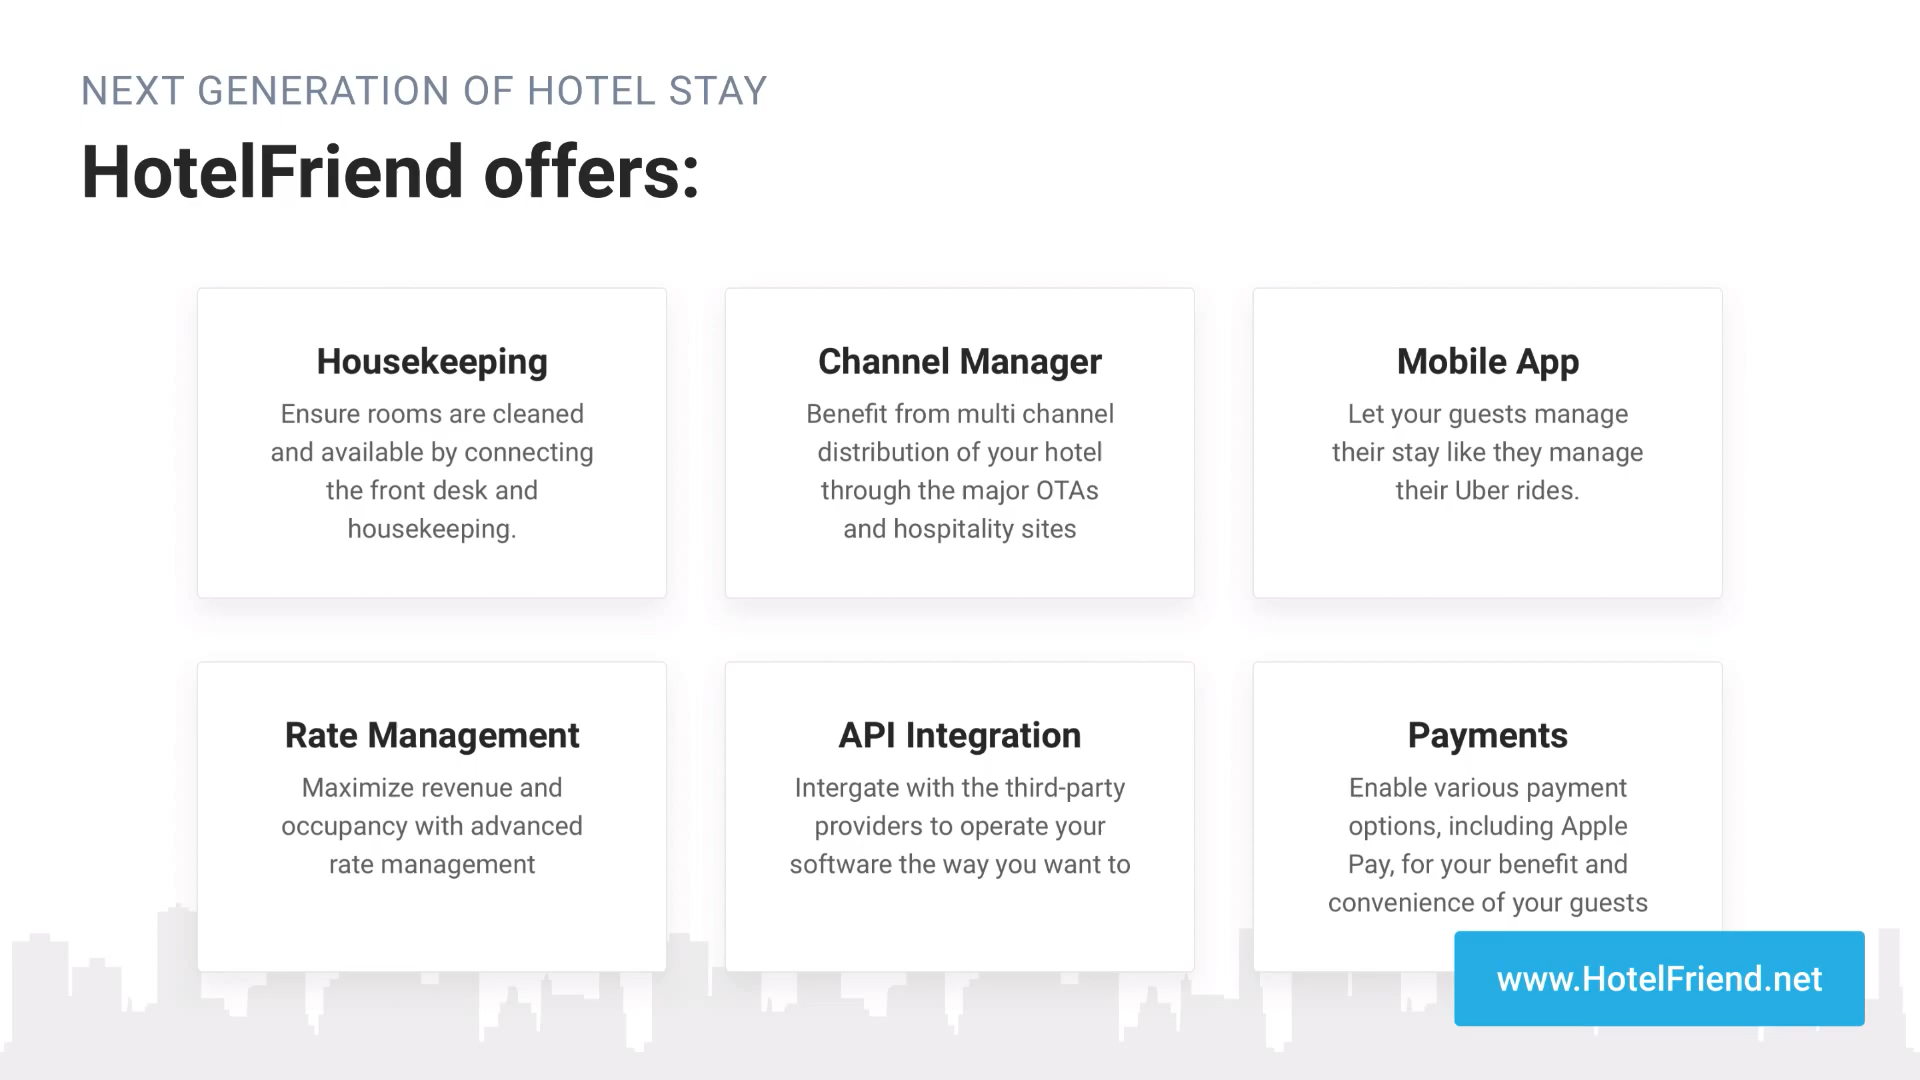 NEXT GENERATION OF HOTEL STAY
HotelFriend offers:
Housekeeping
Ensure rooms are cleaned
and available by connecting
the front desk and
housekeeping.
Channel Manager
Benefit from multi channel
distribution of your hotel
through the major OTAs
and hospitality sites
Mobile App
Let your guests manage
their stay like they manage
their Uber rides.
Rate Management
Maximize revenue and
occupancy with advanced
rate management
API Integration
Intergate with the third-party
providers to operate your
software the way you want to
Payments
Enable various payment
options, including Apple
Pay, for your benefit and
convenience of your guests
www.HotelFriend.net